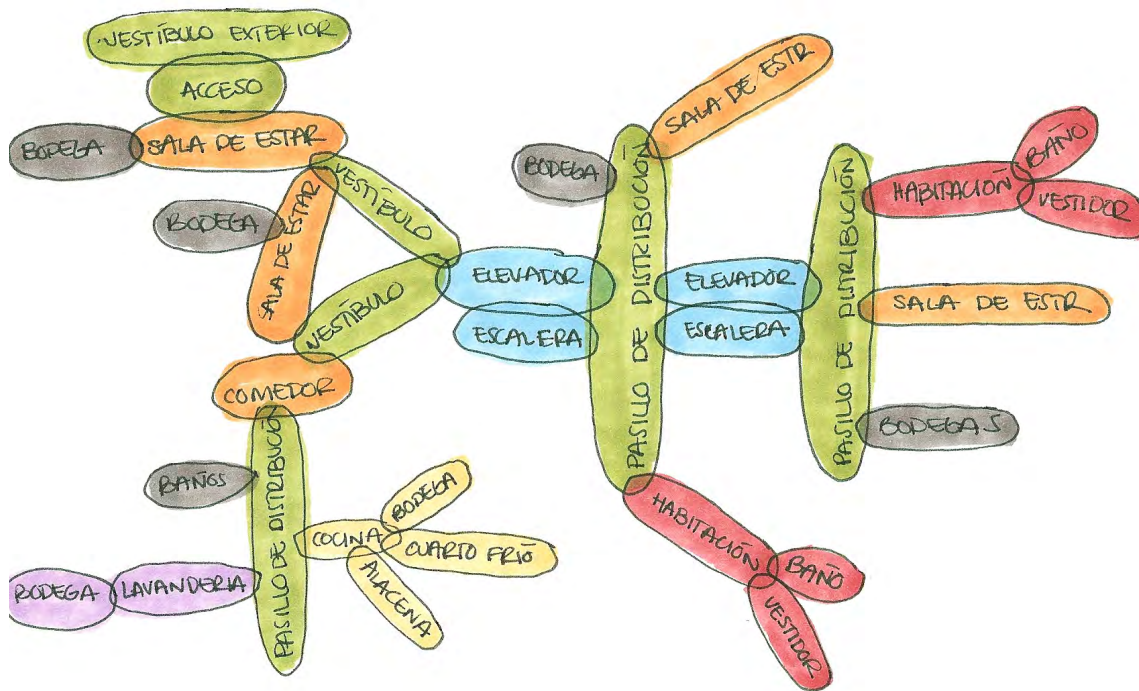 VESTÍBULO EXTERIOR
ACCESO
SALA DE ESTAR
BODEGA
VESTÍBULO
SALA DE ESTAR
BODEGA
VESTÍBULO
COMEDOR
PASILLO DE DISTRIBUCIÓN
BAÑOS
LAVANDERIA
BODEGA
COCINA
BODEGA
CUARTO FRIÓ
ALACENA
ELEVADOR
ESCALERA
PASILLO DE DISTRIBUCIÓN
BODEGA
SALA DE ESTR
HABITACIÓN
BAÑO
VESTIDOR
ELEVADOR
ESCALERA
PASILLO DE DISTRIBUCIÓN
HABITACIÓN
BAÑO
VESTIDOR
SALA DE ESTR
BODEGAS